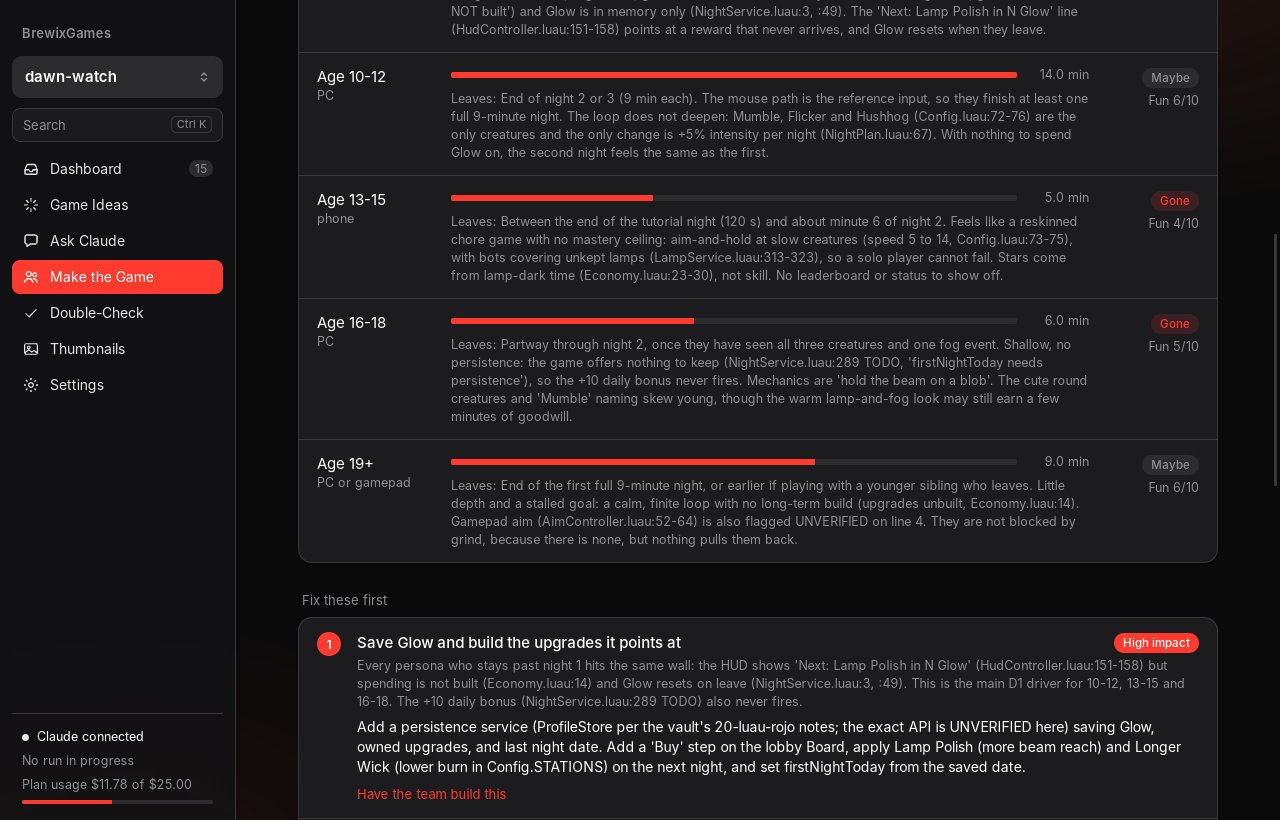 BrewixGames
dawn-watch
Search
Ctrl K
Dashboard
15
Game Ideas
Ask Claude
Make the Game
Double-Check
Thumbnails
Settings
Claude connected
No run in progress
Plan usage $11.78 of $25.00
NOT built') and Glow is in memory only (NightService.luau:3, :49). The 'Next: Lamp Polish in N Glow' line
(HudController.luau:151-158) points at a reward that never arrives, and Glow resets when they leave.
Age 10-12
PC
14.0 min
Maybe
Fun 6/10
Leaves: End of night 2 or 3 (9 min each). The mouse path is the reference input, so they finish at least one
full 9-minute night. The loop does not deepen: Mumble, Flicker and Hushhog (Config.luau:72-76) are the
only creatures and the only change is +5% intensity per night (NightPlan.luau:67). With nothing to spend
Glow on, the second night feels the same as the first.
Age 13-15
phone
5.0 min
Gone
Fun 4/10
Leaves: Between the end of the tutorial night (120 s) and about minute 6 of night 2. Feels like a reskinned
chore game with no mastery ceiling: aim-and-hold at slow creatures (speed 5 to 14, Config.luau:73-75),
with bots covering unkept lamps (LampService.luau:313-323), so a solo player cannot fail. Stars come
from lamp-dark time (Economy.luau:23-30), not skill. No leaderboard or status to show off.
Age 16-18
PC
6.0 min
Gone
Fun 5/10
Leaves: Partway through night 2, once they have seen all three creatures and one fog event. Shallow, no
persistence: the game offers nothing to keep (NightService.luau:289 TODO, 'firstNightToday needs
persistence'), so the +10 daily bonus never fires. Mechanics are 'hold the beam on a blob'. The cute round
creatures and 'Mumble' naming skew young, though the warm lamp-and-fog look may still earn a few
minutes of goodwill.
Age 19+
PC or gamepad
9.0 min
Maybe
Fun 6/10
Leaves: End of the first full 9-minute night, or earlier if playing with a younger sibling who leaves. Little
depth and a stalled goal: a calm, finite loop with no long-term build (upgrades unbuilt, Economy.luau:14).
Gamepad aim (AimController.luau:52-64) is also flagged UNVERIFIED on line 4. They are not blocked by
grind, because there is none, but nothing pulls them back.
Fix these first
1
Save Glow and build the upgrades it points at
High impact
Every persona who stays past night 1 hits the same wall: the HUD shows 'Next: Lamp Polish in N Glow' (HudController.luau:151-158) but
spending is not built (Economy.luau:14) and Glow resets on leave (NightService.luau:3, :49). This is the main D1 driver for 10-12, 13-15 and
16-18. The +10 daily bonus (NightService.luau:289 TODO) also never fires.
Add a persistence service (ProfileStore per the vault's 20-luau-rojo notes; the exact API is UNVERIFIED here) saving Glow,
owned upgrades, and last night date. Add a 'Buy' step on the lobby Board, apply Lamp Polish (more beam reach) and Longer
Wick (lower burn in Config.STATIONS) on the next night, and set firstNightToday from the saved date.
Have the team build this